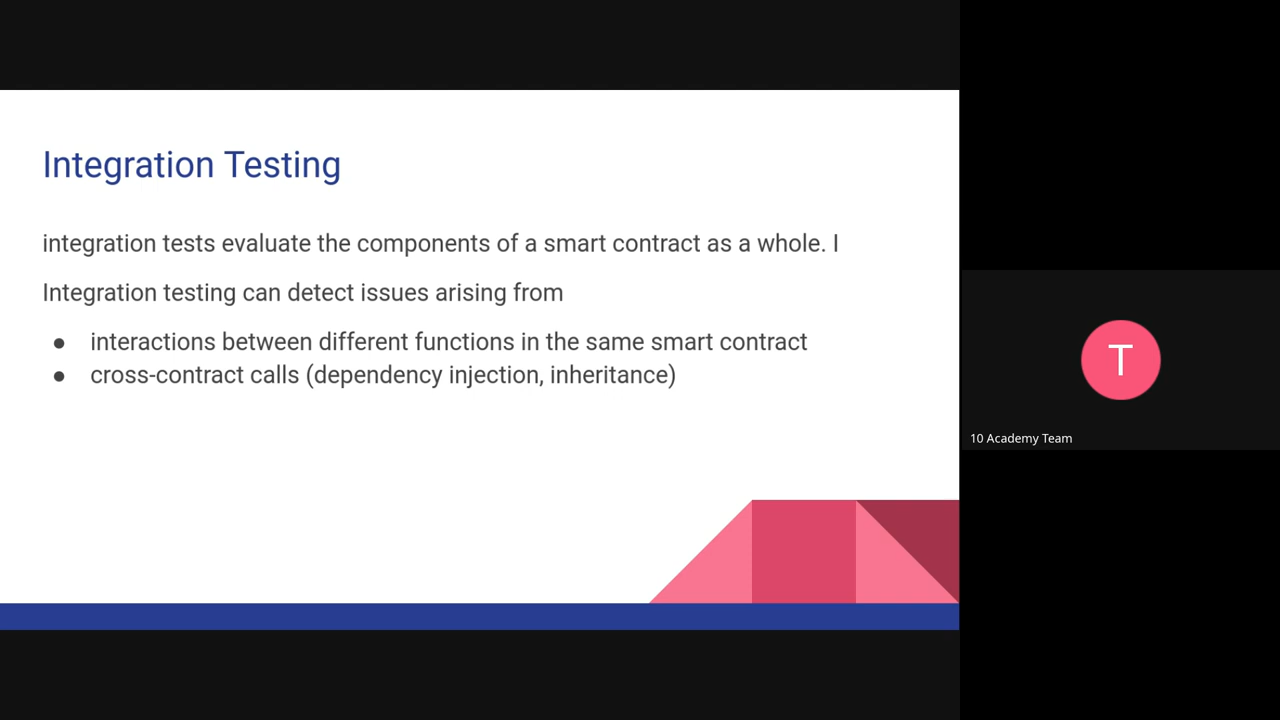 Integration Testing
integration tests evaluate the components of a smart contract as a whole. I
Integration testing can detect issues arising from
● interactions between different functions in the same smart contract
● cross-contract calls (dependency injection, inheritance)
T
10 Academy Team